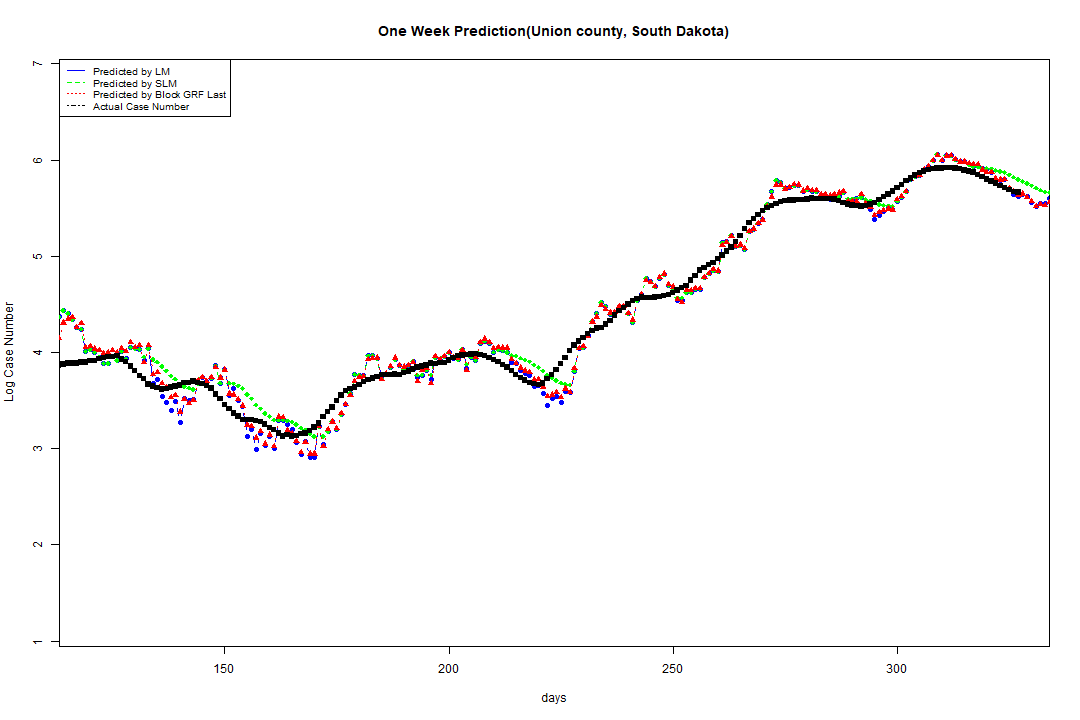 One Week Prediction(Union county, South Dakota)
Predicted by LM
Predicted by SLM
Predicted by Block GRF Last
Actual Case Number
7
6
5
4
3
2
1
Log Case Number
150 200 250 300
days